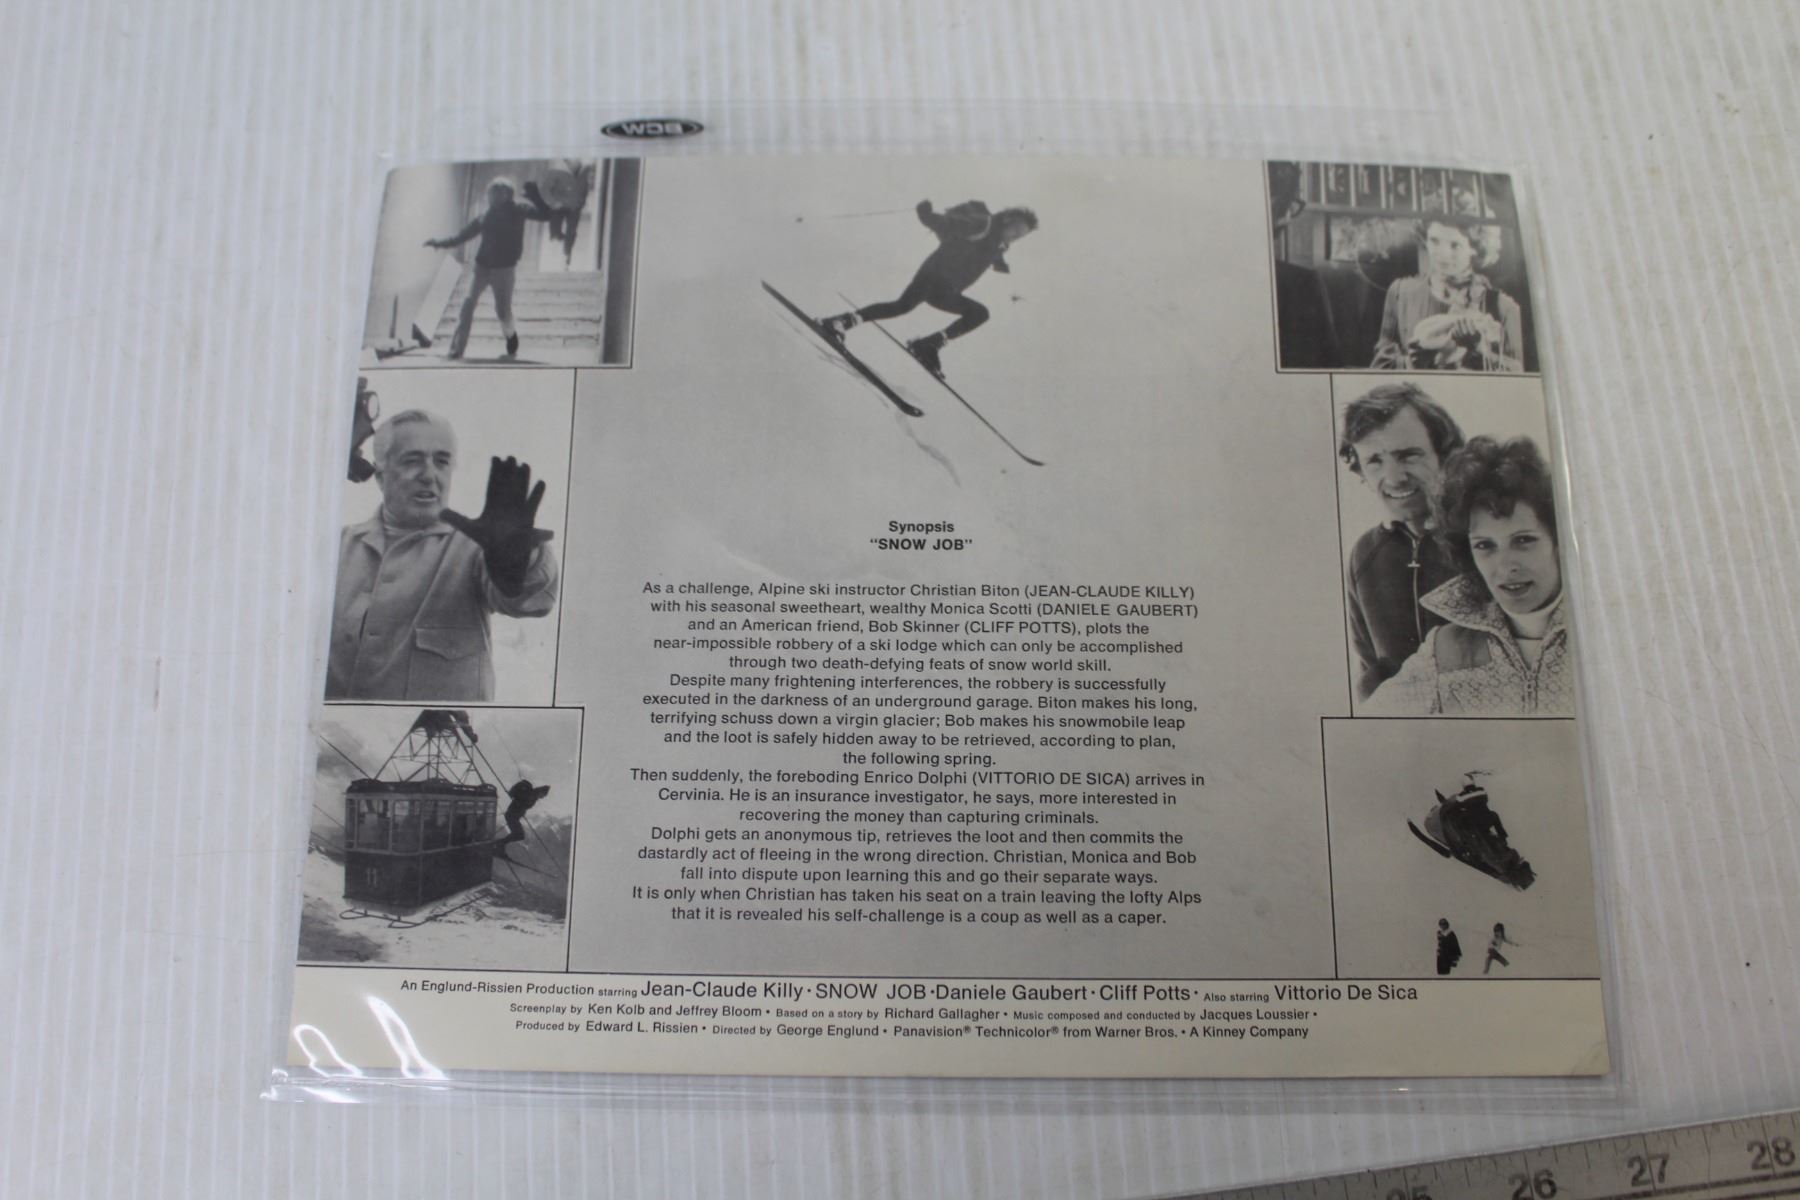 BCW
Synopsis
"SNOW JOB"
As a challenge, Alpine ski instructor Christian Biton (JEAN-CLAUDE KILLY)
with his seasonal sweetheart, wealthy Monica Scotti (DANIELE GAUBERT)
and an American friend, Bob Skinner (CLIFF POTTS), plots the
near-impossible robbery of a ski lodge which can only be accomplished
through two death-defying feats of snow world skill.
Despite many frightening interferences, the robbery is successfully
executed in the darkness of an underground garage. Biton makes his long,
terrifying schuss down a virgin glacier; Bob makes his snowmobile leap
and the loot is safely hidden away to be retrieved, according to plan,
the following spring.
Then suddenly, the foreboding Enrico Dolphi (VITTORIO DE SICA) arrives in
Cervinia. He is an insurance investigator, he says, more interested in
recovering the money than capturing criminals.
Dolphi gets an anonymous tip, retrieves the loot and then commits the
dastardly act of fleeing in the wrong direction. Christian, Monica and Bob
fall into dispute upon learning this and go their separate ways.
It is only when Christian has taken his seat on a train leaving the lofty Alps
that it is revealed his self-challenge is a coup as well as a caper.
11
An Englund-Rissien Production starring Jean-Claude Killy · SNOW JOB · Daniele Gaubert · Cliff Potts · Also starring Vittorio De Sica
Screenplay by Ken Kolb and Jeffrey Bloom • Based on a story by Richard Gallagher • Music composed and conducted by Jacques Loussier •
Produced by Edward L. Rissien • Directed by George Englund • Panavision® Technicolor® from Warner Bros. • A Kinney Company
25 26 27 28